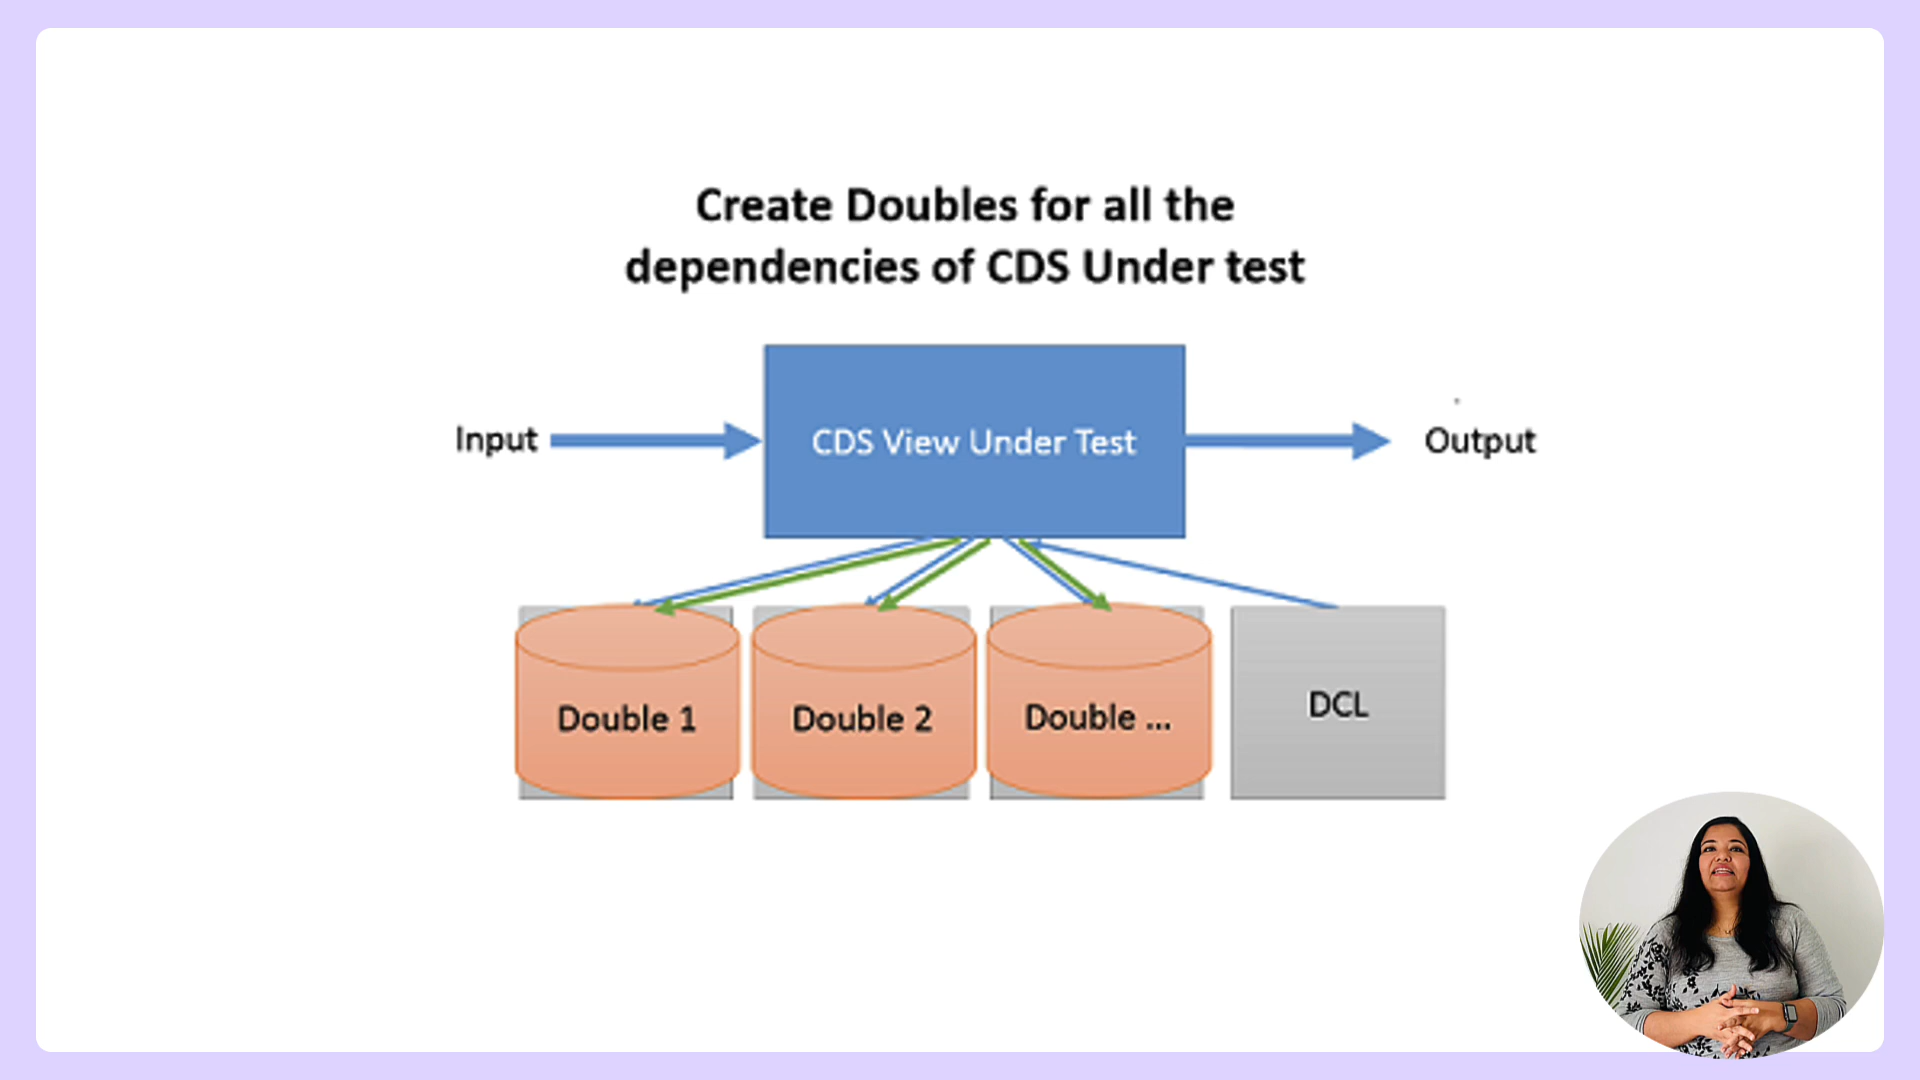 Create Doubles for all the
dependencies of CDS Under test
Input
CDS View Under Test
Output
Double 1
Double 2
Double ...
DCL